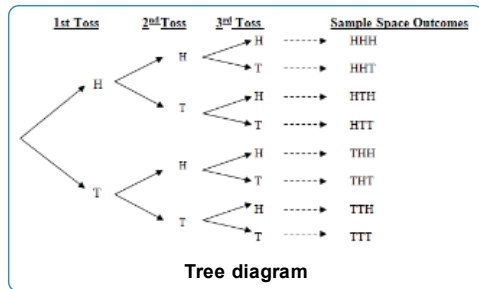 1st Toss 2nd Toss 3rd Toss Sample Space Outcomes
H HHH
H
T HHT
H
H HTH
T
T HTT
H THH
H
T THT
T
H TTH
T
T TTT
Tree diagram